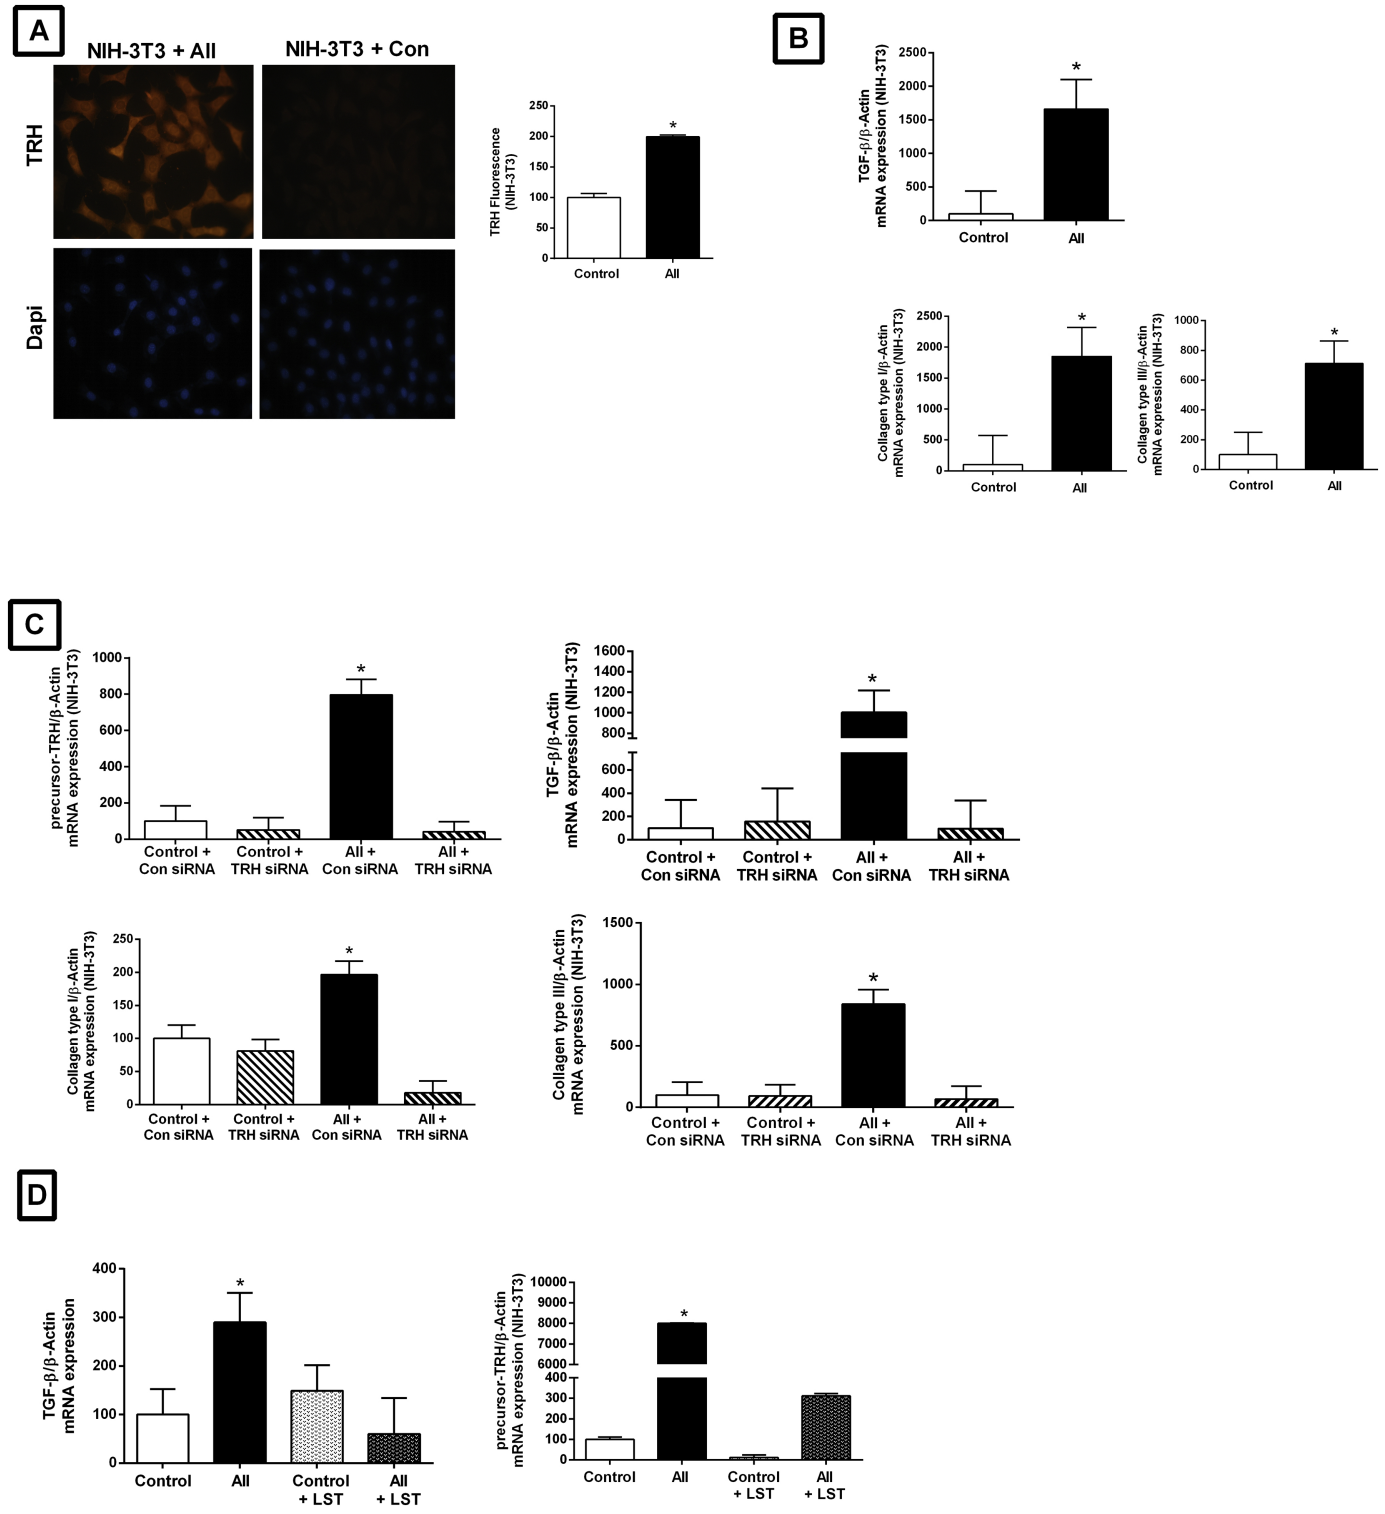 A
NIH-3T3 + AII
NIH-3T3 + Con
TRH
Dapi
TRH Fluorescence
(NIH-3T3)
250
200
150
100
50
0
*
Control
AII
B
TGF-β/β-Actin
mRNA expression (NIH-3T3)
2500
2000
1500
1000
500
0
*
Control
AII
Collagen type I/β-Actin
mRNA expression (NIH-3T3)
2500
2000
1500
1000
500
0
*
Control
AII
Collagen type III/β-Actin
mRNA expression (NIH-3T3)
1000
800
600
400
200
0
*
Control
AII
C
precursor-TRH/β-Actin
mRNA expression (NIH-3T3)
1000
800
600
400
200
0
*
Control +
Con siRNA
Control +
TRH siRNA
AII +
Con siRNA
AII +
TRH siRNA
TGF-β/β-Actin
mRNA expression (NIH-3T3)
1600
1400
1200
1000
800
600
400
200
0
*
Control +
Con siRNA
Control +
TRH siRNA
AII +
Con siRNA
AII +
TRH siRNA
Collagen type I/β-Actin
mRNA expression (NIH-3T3)
250
200
150
100
50
0
*
Control +
Con siRNA
Control +
TRH siRNA
AII +
Con siRNA
AII +
TRH siRNA
Collagen type III/β-Actin
mRNA expression (NIH-3T3)
1500
1000
500
0
*
Control +
Con siRNA
Control +
TRH siRNA
AII +
Con siRNA
AII +
TRH siRNA
D
TGF-β/β-Actin
mRNA expression
400
300
200
100
0
*
Control
AII
Control
+ LST
AII
+ LST
precursor-TRH/β-Actin
mRNA expression (NIH-3T3)
10000
9000
8000
7000
6000
400
300
200
100
0
*
Control
AII
Control
+ LST
AII
+ LST